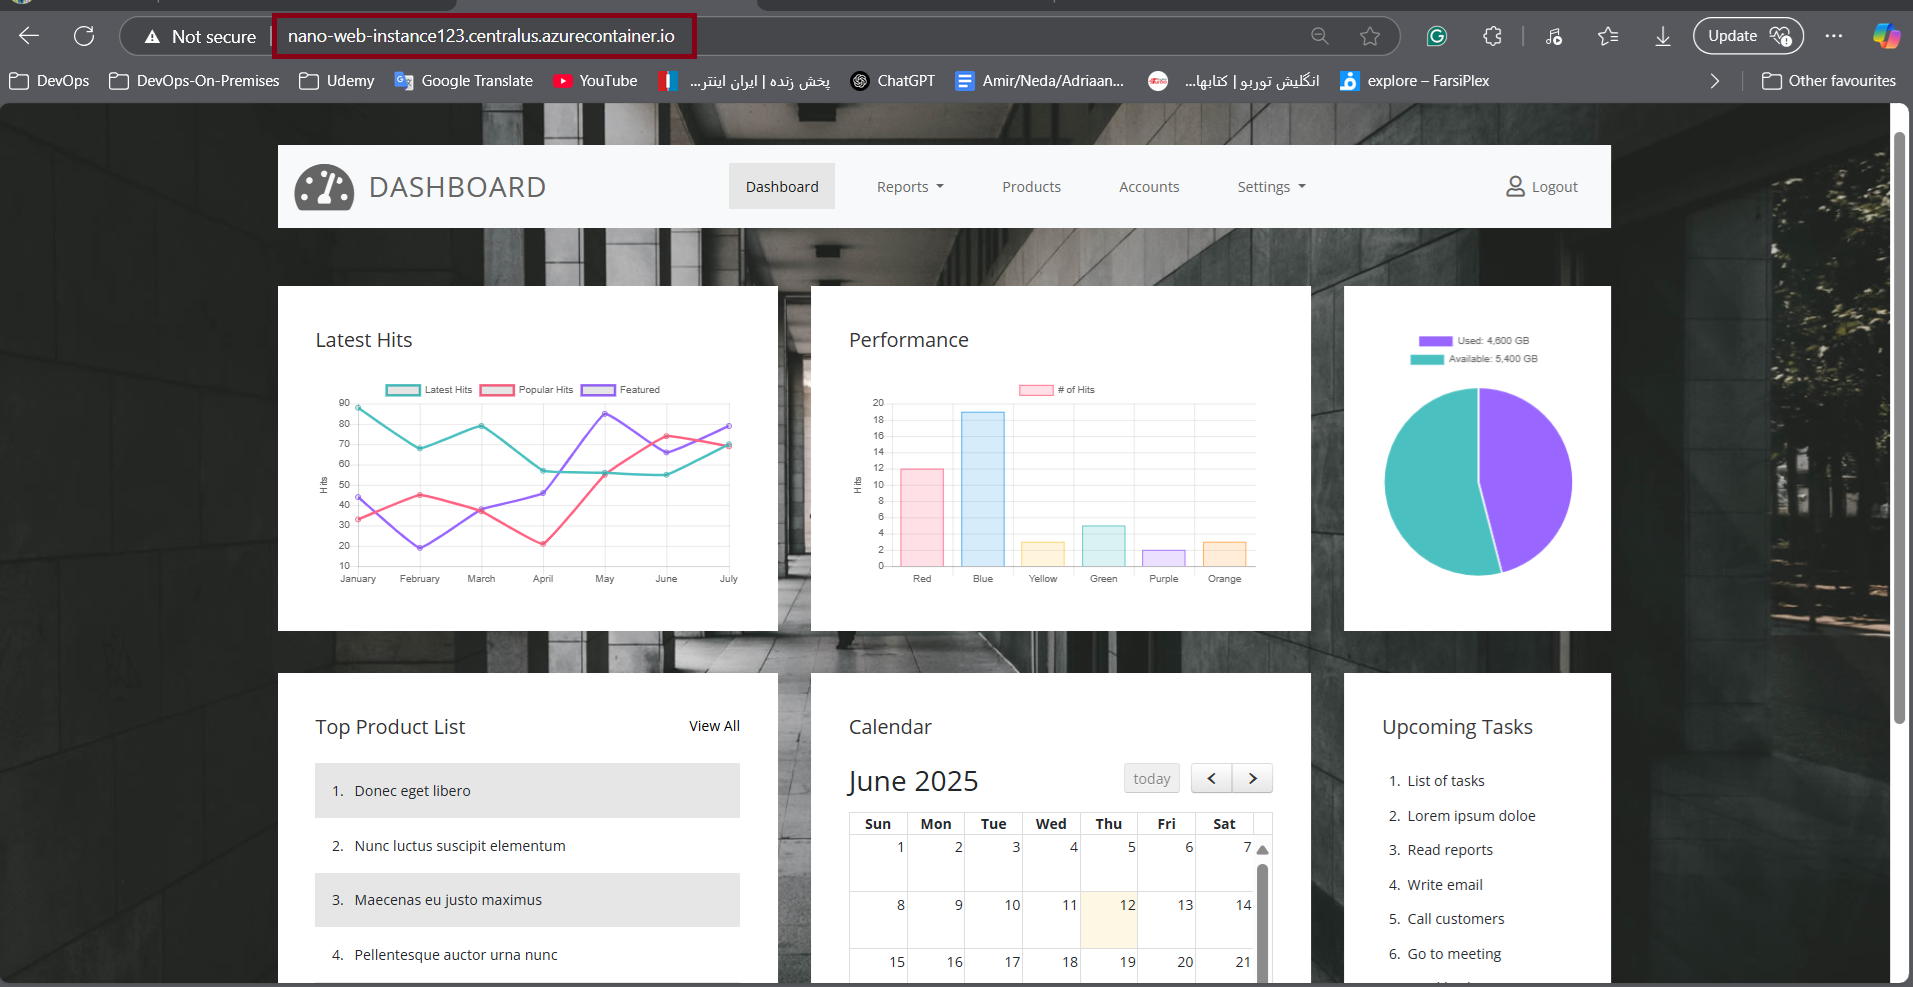 Not secure
nano-web-instance123.centralus.azurecontainer.io
Update
DevOps
DevOps-On-Premises
Udemy
Google Translate
YouTube
پخش زنده | ایران اینتر...
ChatGPT
Amir/Neda/Adriaan...
انگلیش توربو | کتابها...
explore – FarsiPlex
Other favourites
DASHBOARD
Dashboard
Reports
Products
Accounts
Settings
Logout
Latest Hits
Latest Hits
Popular Hits
Featured
Hits
90
80
70
60
50
40
30
20
10
January
February
March
April
May
June
July
Performance
# of Hits
Hits
20
18
16
14
12
10
8
6
4
2
0
Red
Blue
Yellow
Green
Purple
Orange
Used: 4,600 GB
Available: 5,400 GB
Top Product List
View All
1. Donec eget libero
2. Nunc luctus suscipit elementum
3. Maecenas eu justo maximus
4. Pellentesque auctor urna nunc
Calendar
June 2025
today
Sun Mon Tue Wed Thu Fri Sat
1 2 3 4 5 6 7
8 9 10 11 12 13 14
15 16 17 18 19 20 21
Upcoming Tasks
1. List of tasks
2. Lorem ipsum doloe
3. Read reports
4. Write email
5. Call customers
6. Go to meeting